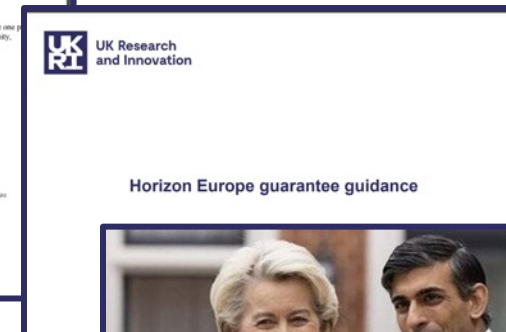 UK
RI
UK Research
and Innovation
Horizon Europe guarantee guidance